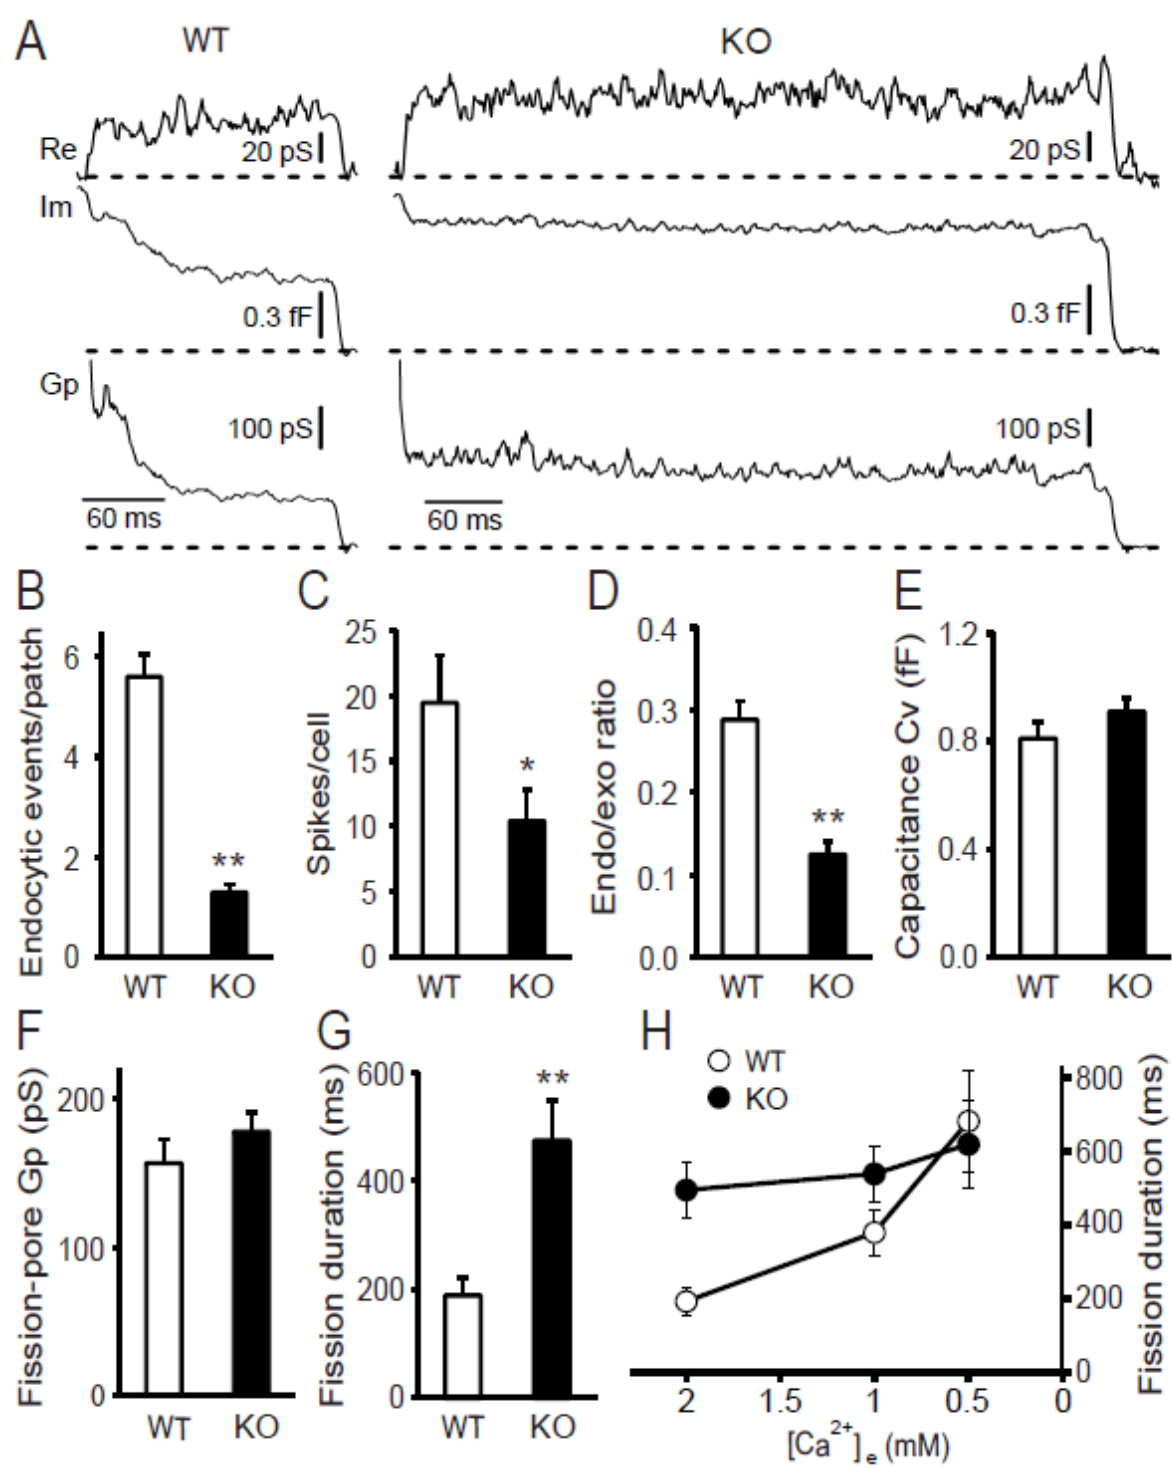 A
WT
KO
Re
20 pS
20 pS
Im
0.3 fF
0.3 fF
Gp
100 pS
100 pS
60 ms
60 ms
B
Endocytic events/patch
6
4
2
0
**
WT
KO
C
Spikes/cell
25
20
15
10
5
0
*
WT
KO
D
Endo/exo ratio
0.4
0.3
0.2
0.1
0.0
**
WT
KO
E
Capacitance Cv (fF)
1.2
0.8
0.4
0.0
WT
KO
F
Fission-pore Gp (pS)
200
100
0
WT
KO
G
Fission duration (ms)
600
400
200
0
**
WT
KO
H
WT
KO
800
600
400
200
0
Fission duration (ms)
2
1.5
1
0.5
0
[Ca2+]e (mM)